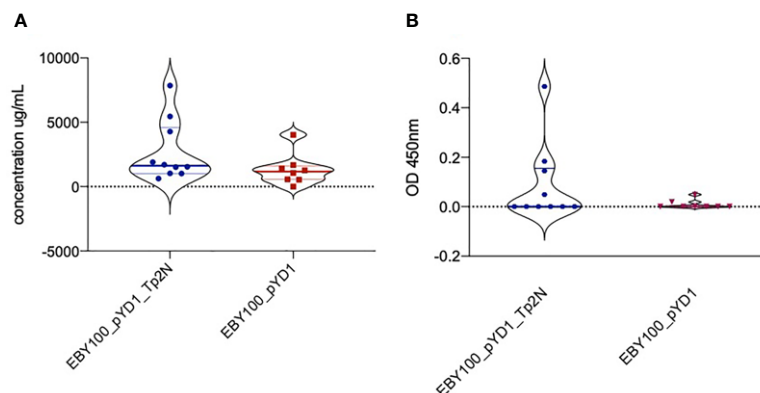 A
concentration ug/mL
10000
5000
0
-5000
EBY100_pYD1_Tp2N
EBY100_pYD1
B
OD 450nm
0.6
0.4
0.2
0.0
-0.2
EBY100_pYD1_Tp2N
EBY100_pYD1